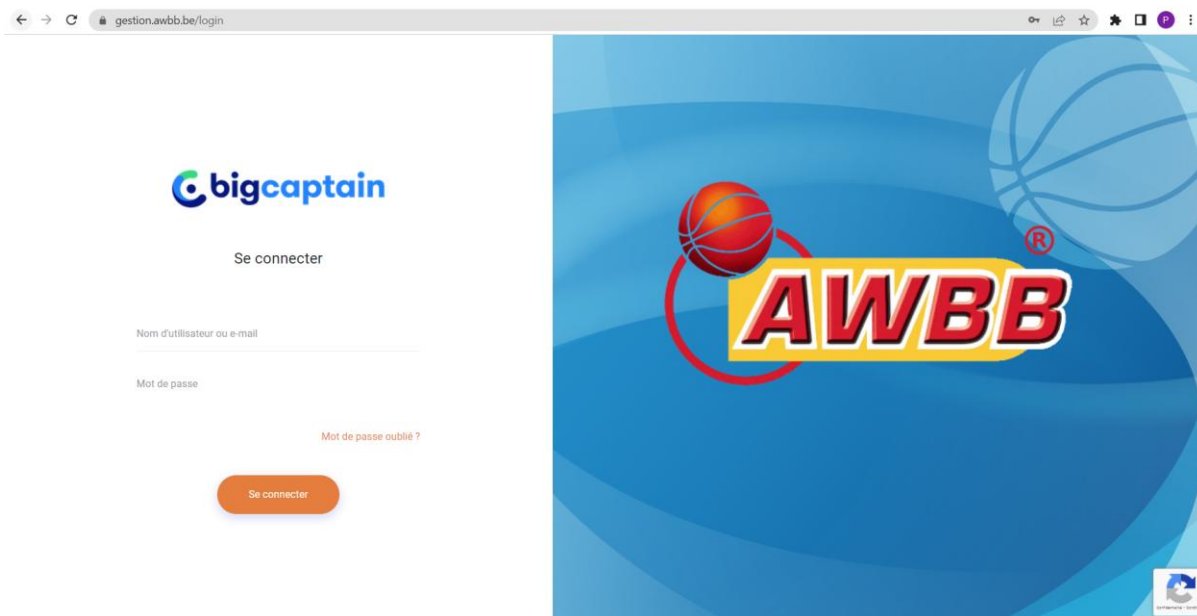 gestion.awbb.be/login
P
bigcaptain
Se connecter
Nom d'utilisateur ou e-mail
Mot de passe
Mot de passe oublié ?
Se connecter
AWBB
®